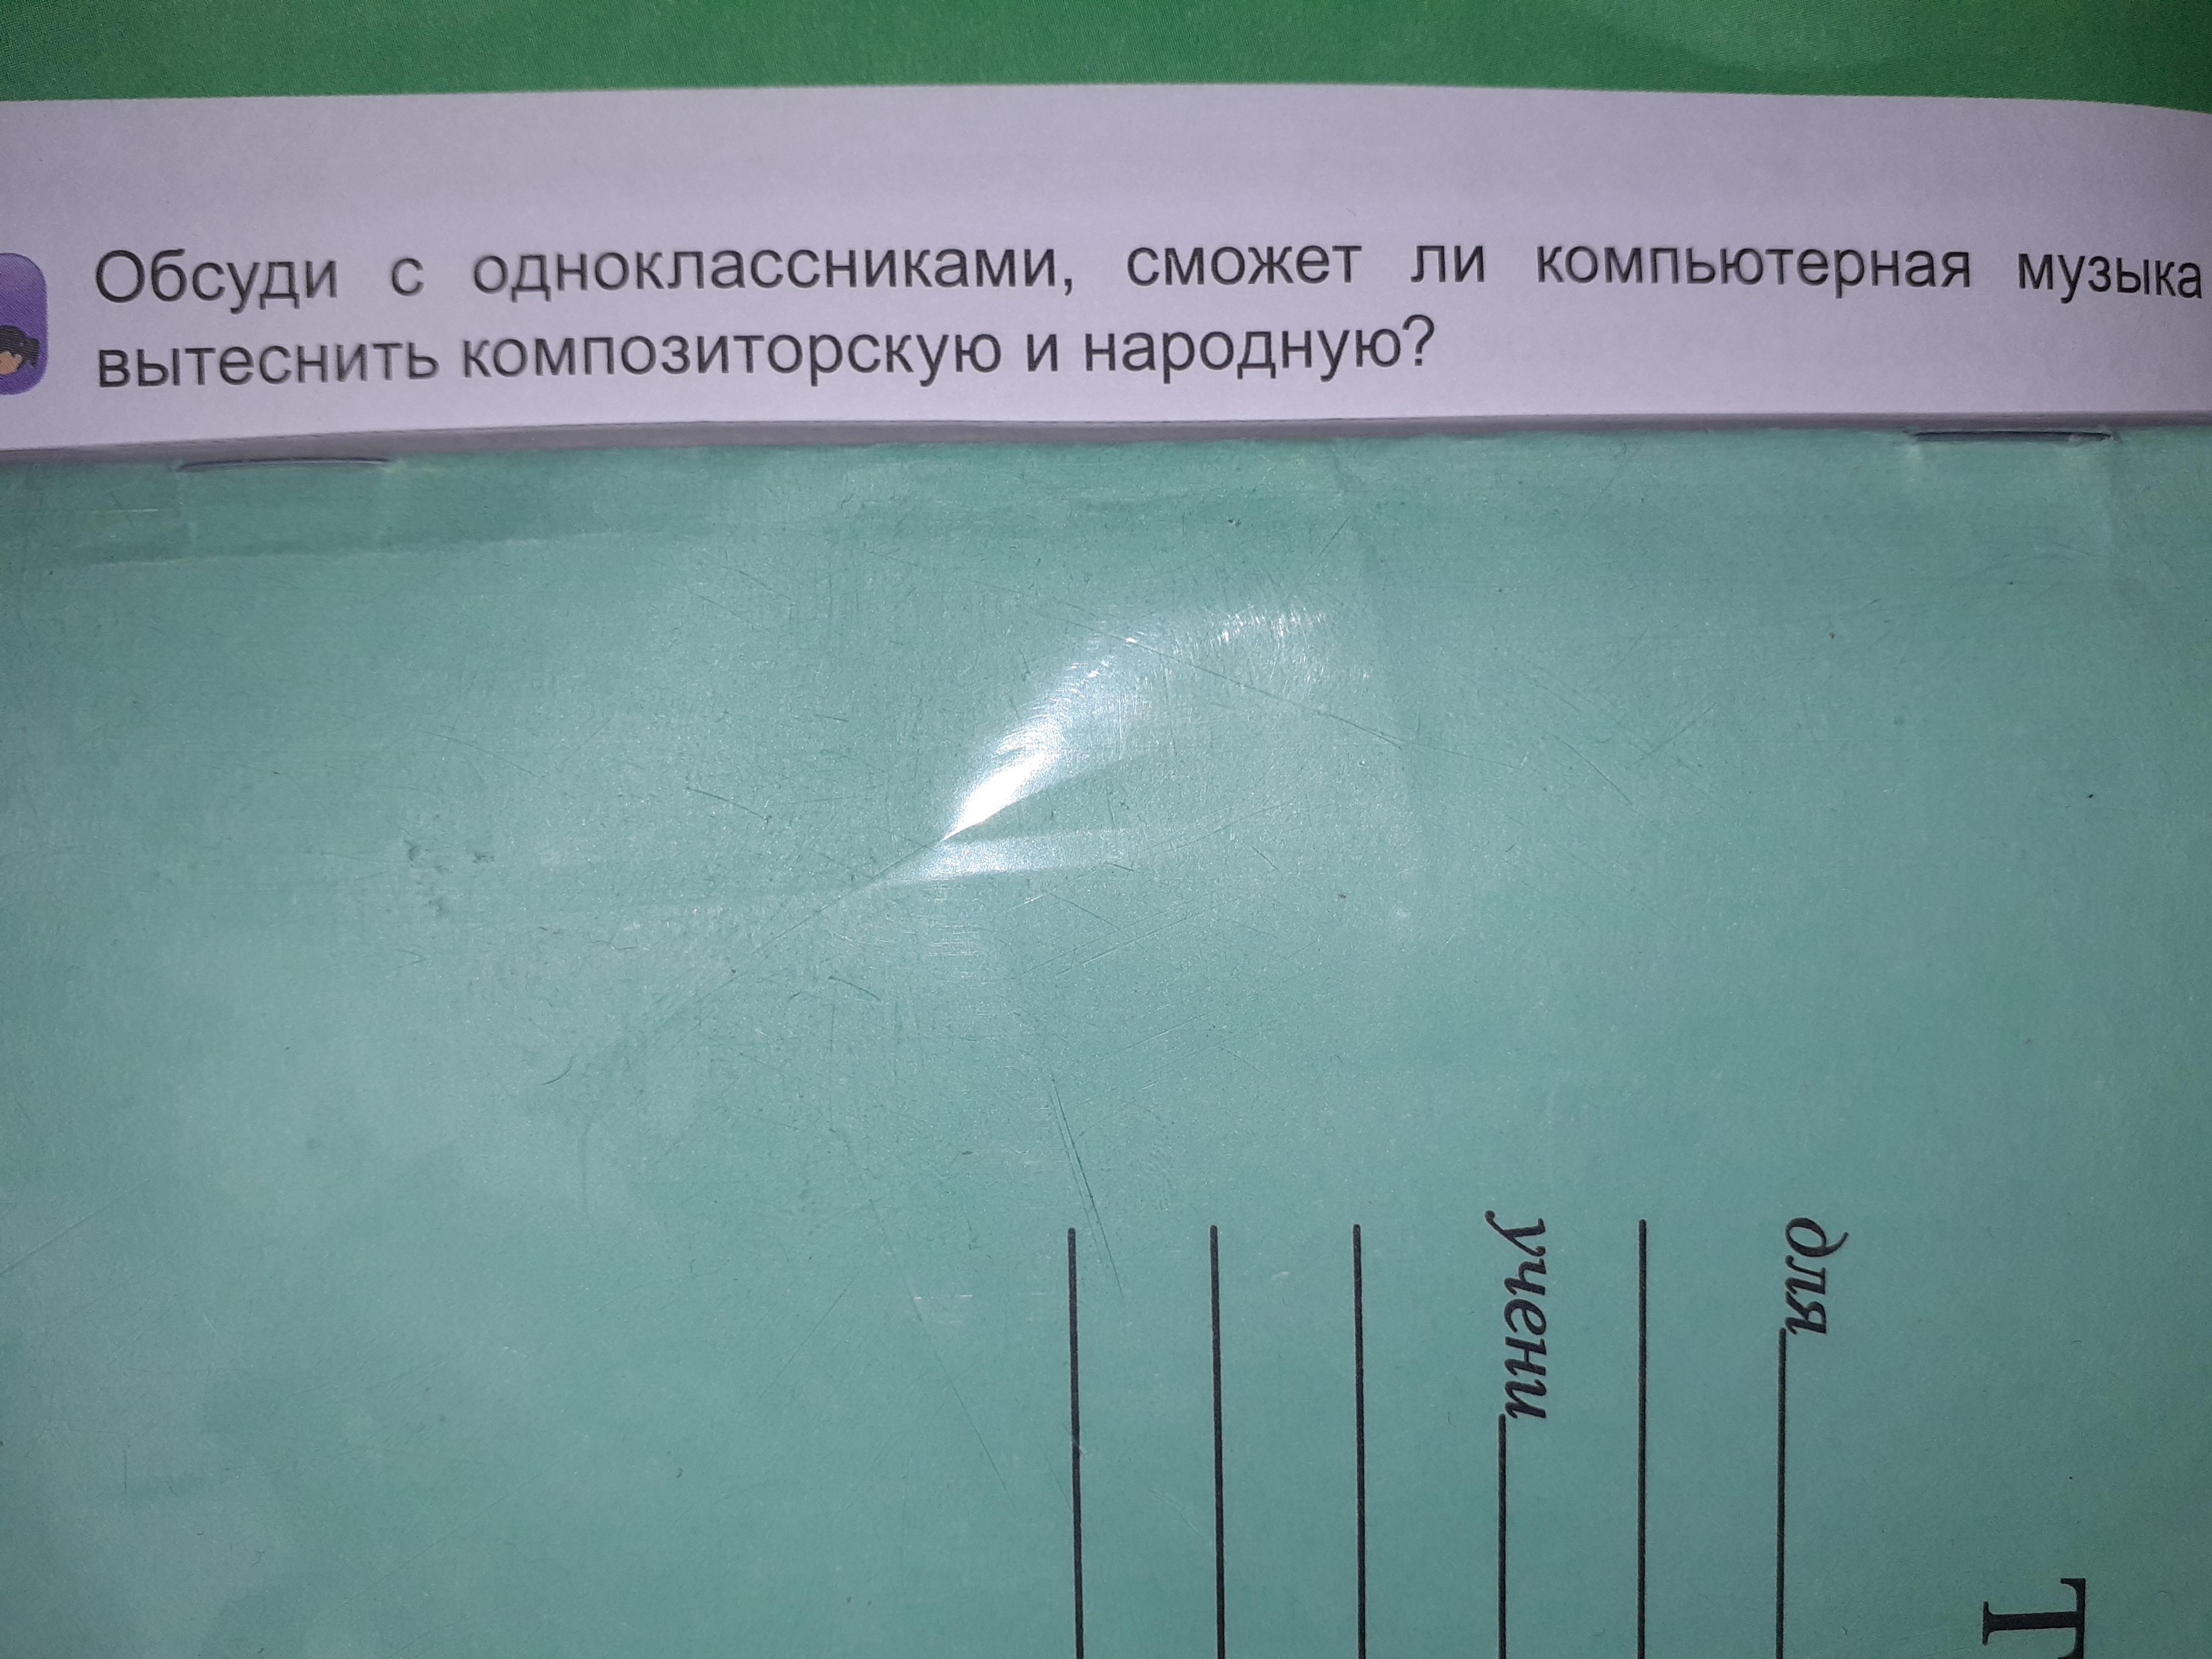 Обсуди с одноклассниками, сможет ли компьютерная музыка
вытеснить композиторскую и народную?
Т
для
учени